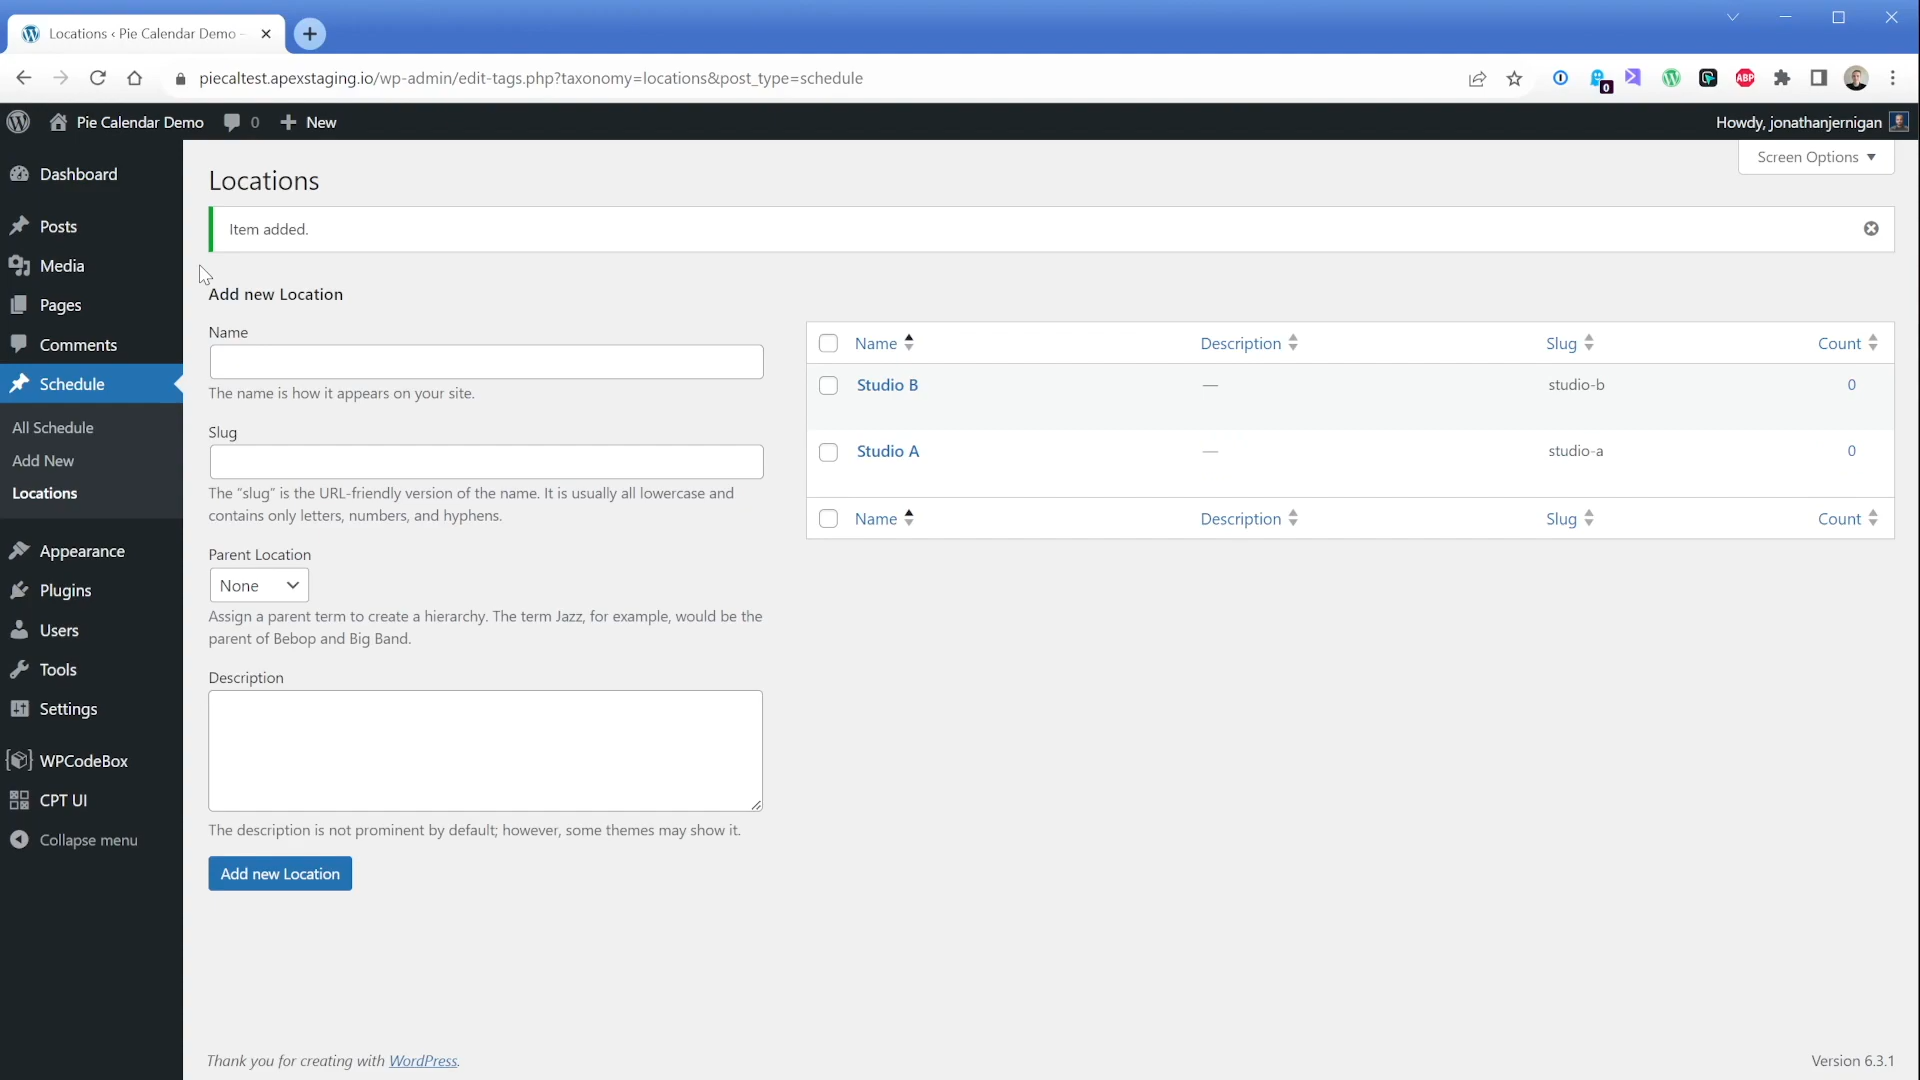 Locations ‹ Pie Calendar Demo -
piecaltest.apexstaging.io/wp-admin/edit-tags.php?taxonomy=locations&post_type=schedule
0
ABP
Pie Calendar Demo
0
New
Howdy, jonathanjernigan
Screen Options
Dashboard
Posts
Media
Pages
Comments
Schedule
All Schedule
Add New
Locations
Appearance
Plugins
Users
Tools
Settings
WPCodeBox
CPT UI
Collapse menu
Locations
Item added.
Add new Location
Name
The name is how it appears on your site.
Slug
The “slug” is the URL-friendly version of the name. It is usually all lowercase and
contains only letters, numbers, and hyphens.
Parent Location
None
Assign a parent term to create a hierarchy. The term Jazz, for example, would be the
parent of Bebop and Big Band.
Description
The description is not prominent by default; however, some themes may show it.
Add new Location
Name Description Slug Count
Studio B — studio-b 0
Studio A — studio-a 0
Name Description Slug Count
Thank you for creating with WordPress.
Version 6.3.1